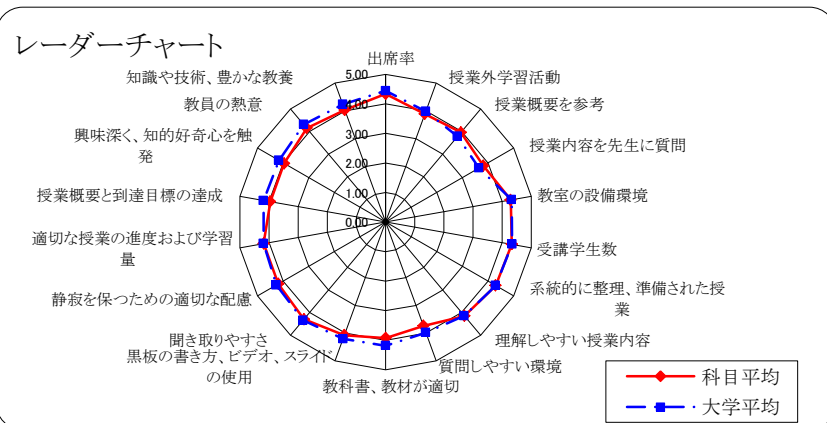 レーダーチャート
出席率
授業外学習活動
授業概要を参考
授業内容を先生に質問
教室の設備環境
受講学生数
系統的に整理、準備された授
業
理解しやすい授業内容
質問しやすい環境
教科書、教材が適切
黒板の書き方、ビデオ、スライド
の使用
聞き取りやすさ
静寂を保つための適切な配慮
適切な授業の進度および学習
量
授業概要と到達目標の達成
興味深く、知的好奇心を触
発
教員の熱意
知識や技術、豊かな教養
5.00
4.00
3.00
2.00
1.00
0.00
科目平均
大学平均